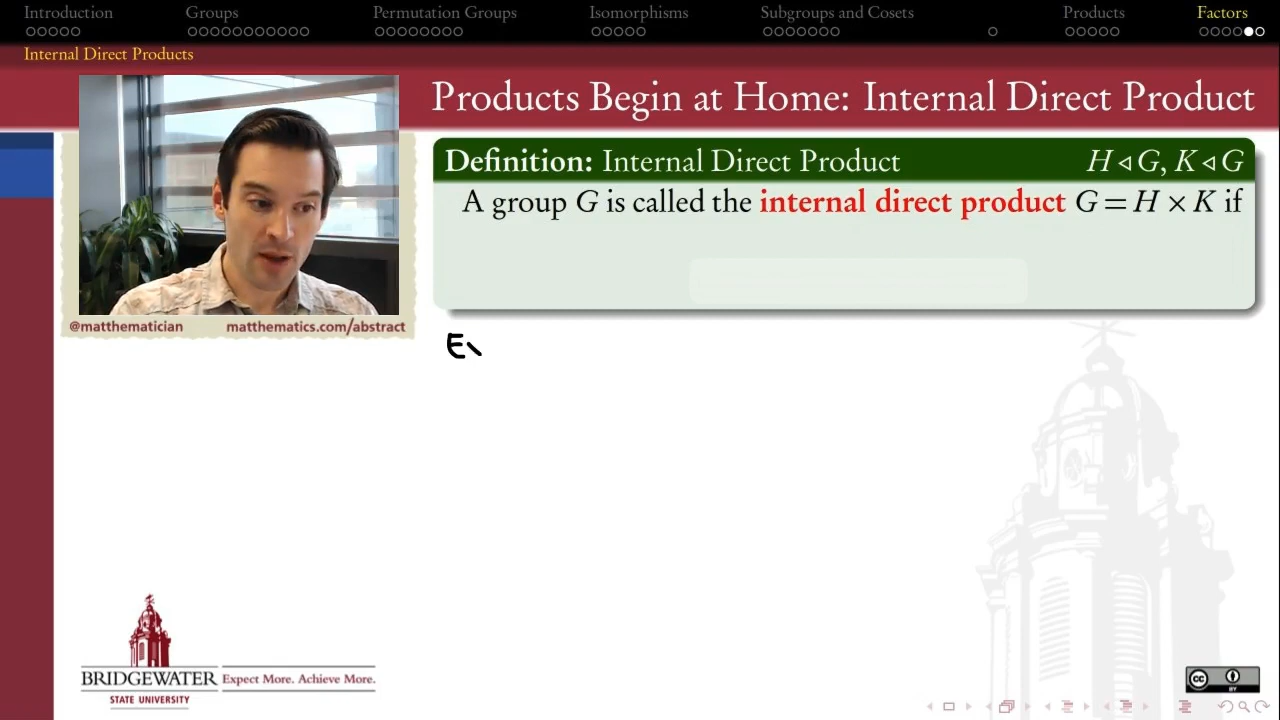 Introduction Groups Permutation Groups Isomorphisms Subgroups and Cosets Products Factors
Internal Direct Products
Products Begin at Home: Internal Direct Product
Definition: Internal Direct Product H ◁ G, K ◁ G
A group G is called the internal direct product G = H × K if
@matthematician matthematics.com/abstract
BRIDGEWATER
STATE UNIVERSITY
Expect More. Achieve More.
CC BY